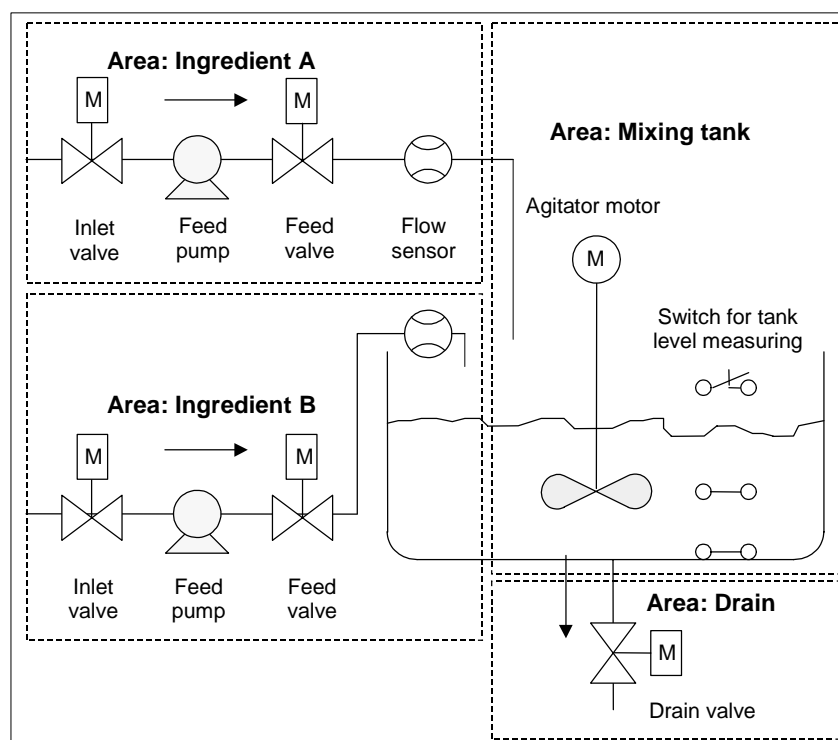 Area: Ingredient A
M
M
Inlet
valve
Feed
pump
Feed
valve
Flow
sensor
Area: Ingredient B
M
M
Inlet
valve
Feed
pump
Feed
valve
Area: Mixing tank
Agitator motor
M
Switch for tank
level measuring
Area: Drain
M
Drain valve